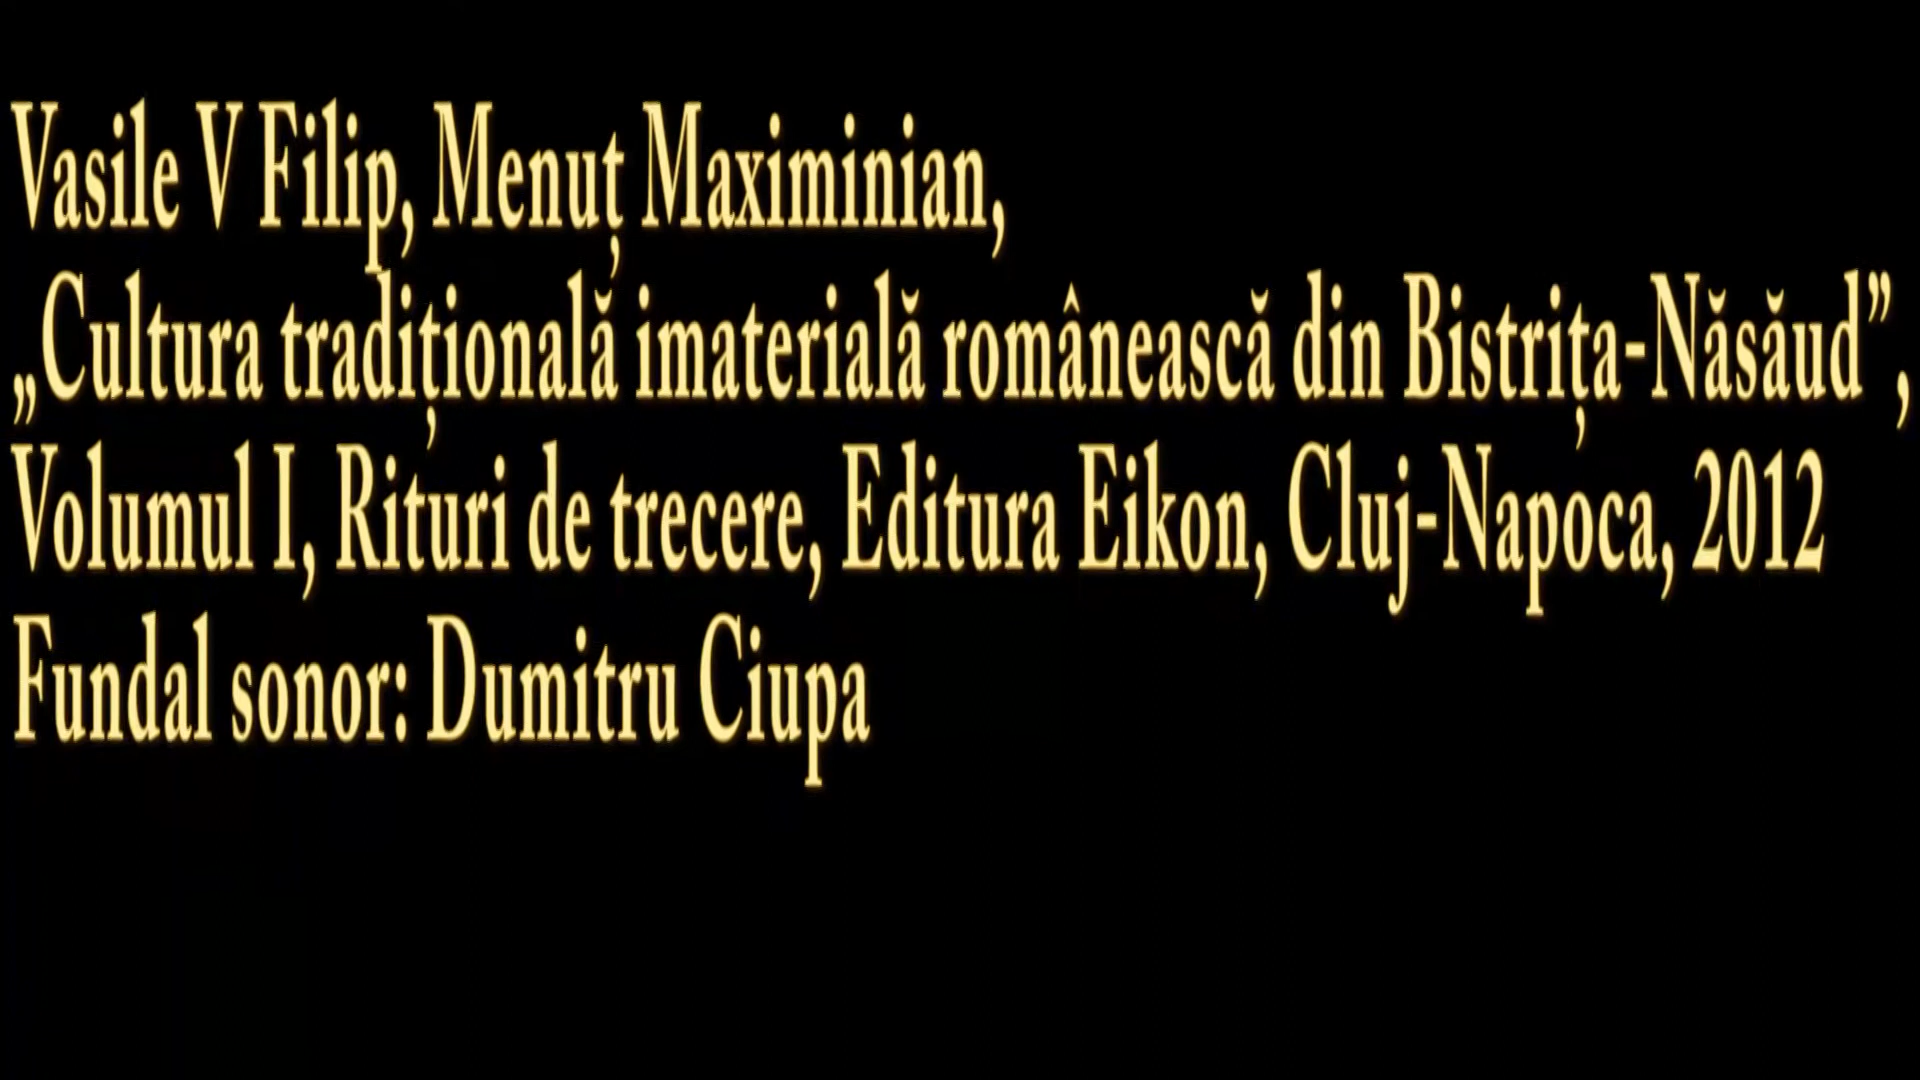 Vasile V Filip, Menuț Maximinian,
„Cultura tradițională imaterială românească din Bistrița-Năsăud” ,
Volumul I, Rituri de trecere, Editura Eikon, Cluj-Napoca, 2012
Fundal sonor: Dumitru Ciupa